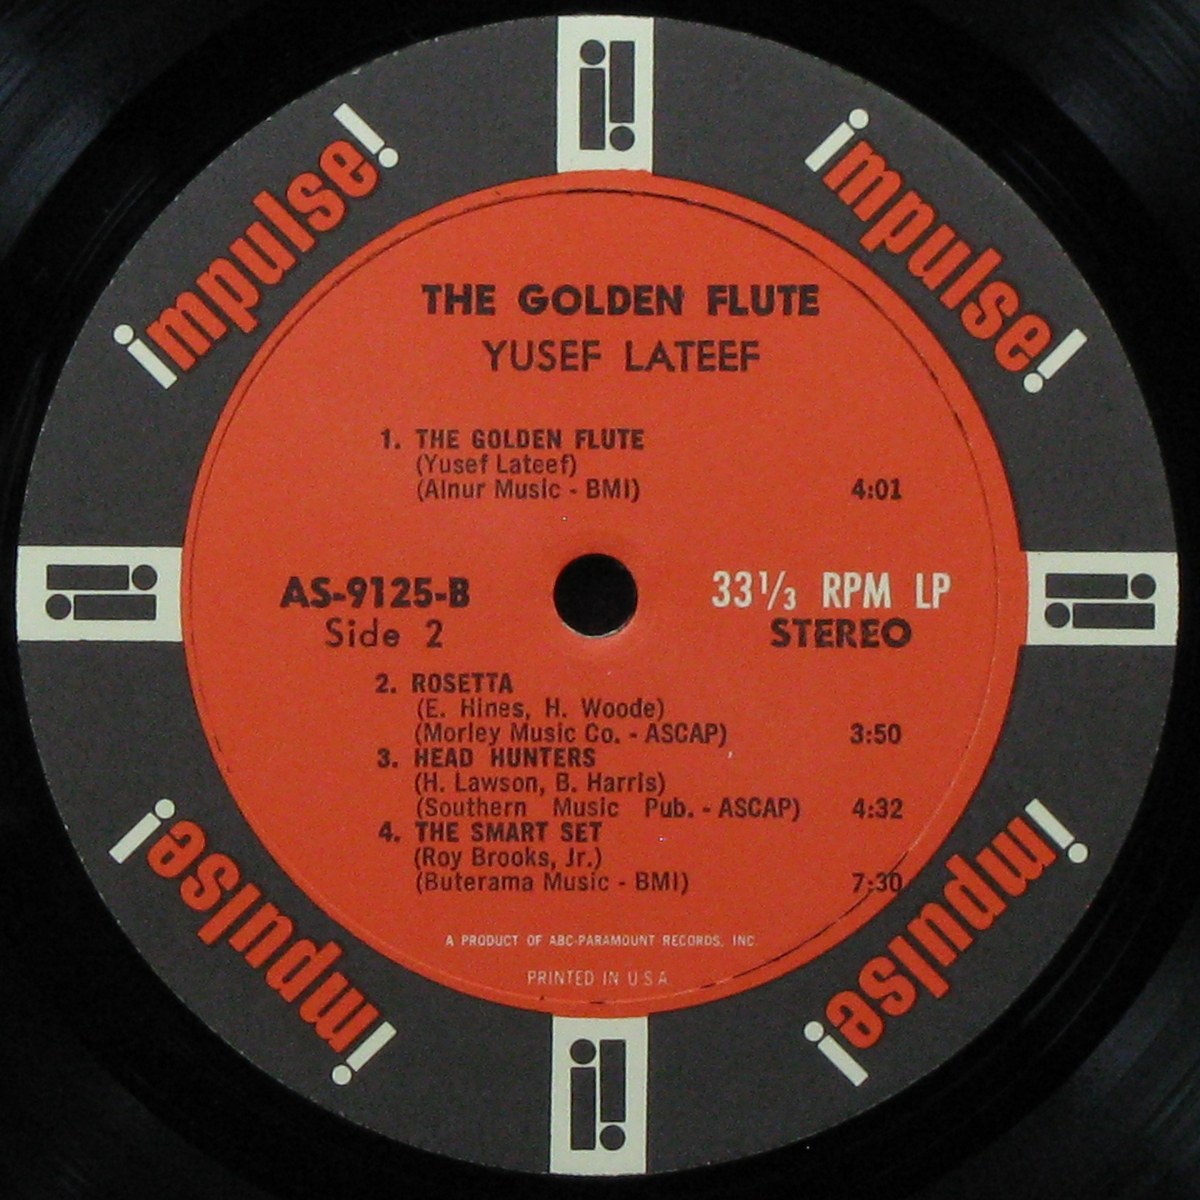 impulse!
impulse!
THE GOLDEN FLUTE
YUSEF LATEEF
1. THE GOLDEN FLUTE
(Yusef Lateef)
(Alnur Music - BMI) 4:01
AS-9125-B 33 1/3 RPM LP
Side 2 STEREO
2. ROSETTA
(E. Hines, H. Woode)
(Morley Music Co. - ASCAP) 3:50
3. HEAD HUNTERS
(H. Lawson, B. Harris)
(Southern Music Pub. - ASCAP) 4:32
4. THE SMART SET
(Roy Brooks, Jr.)
(Buterama Music - BMI) 7:30
A PRODUCT OF ABC-PARAMOUNT RECORDS, INC.
PRINTED IN U.S.A.
impulse!
impulse!